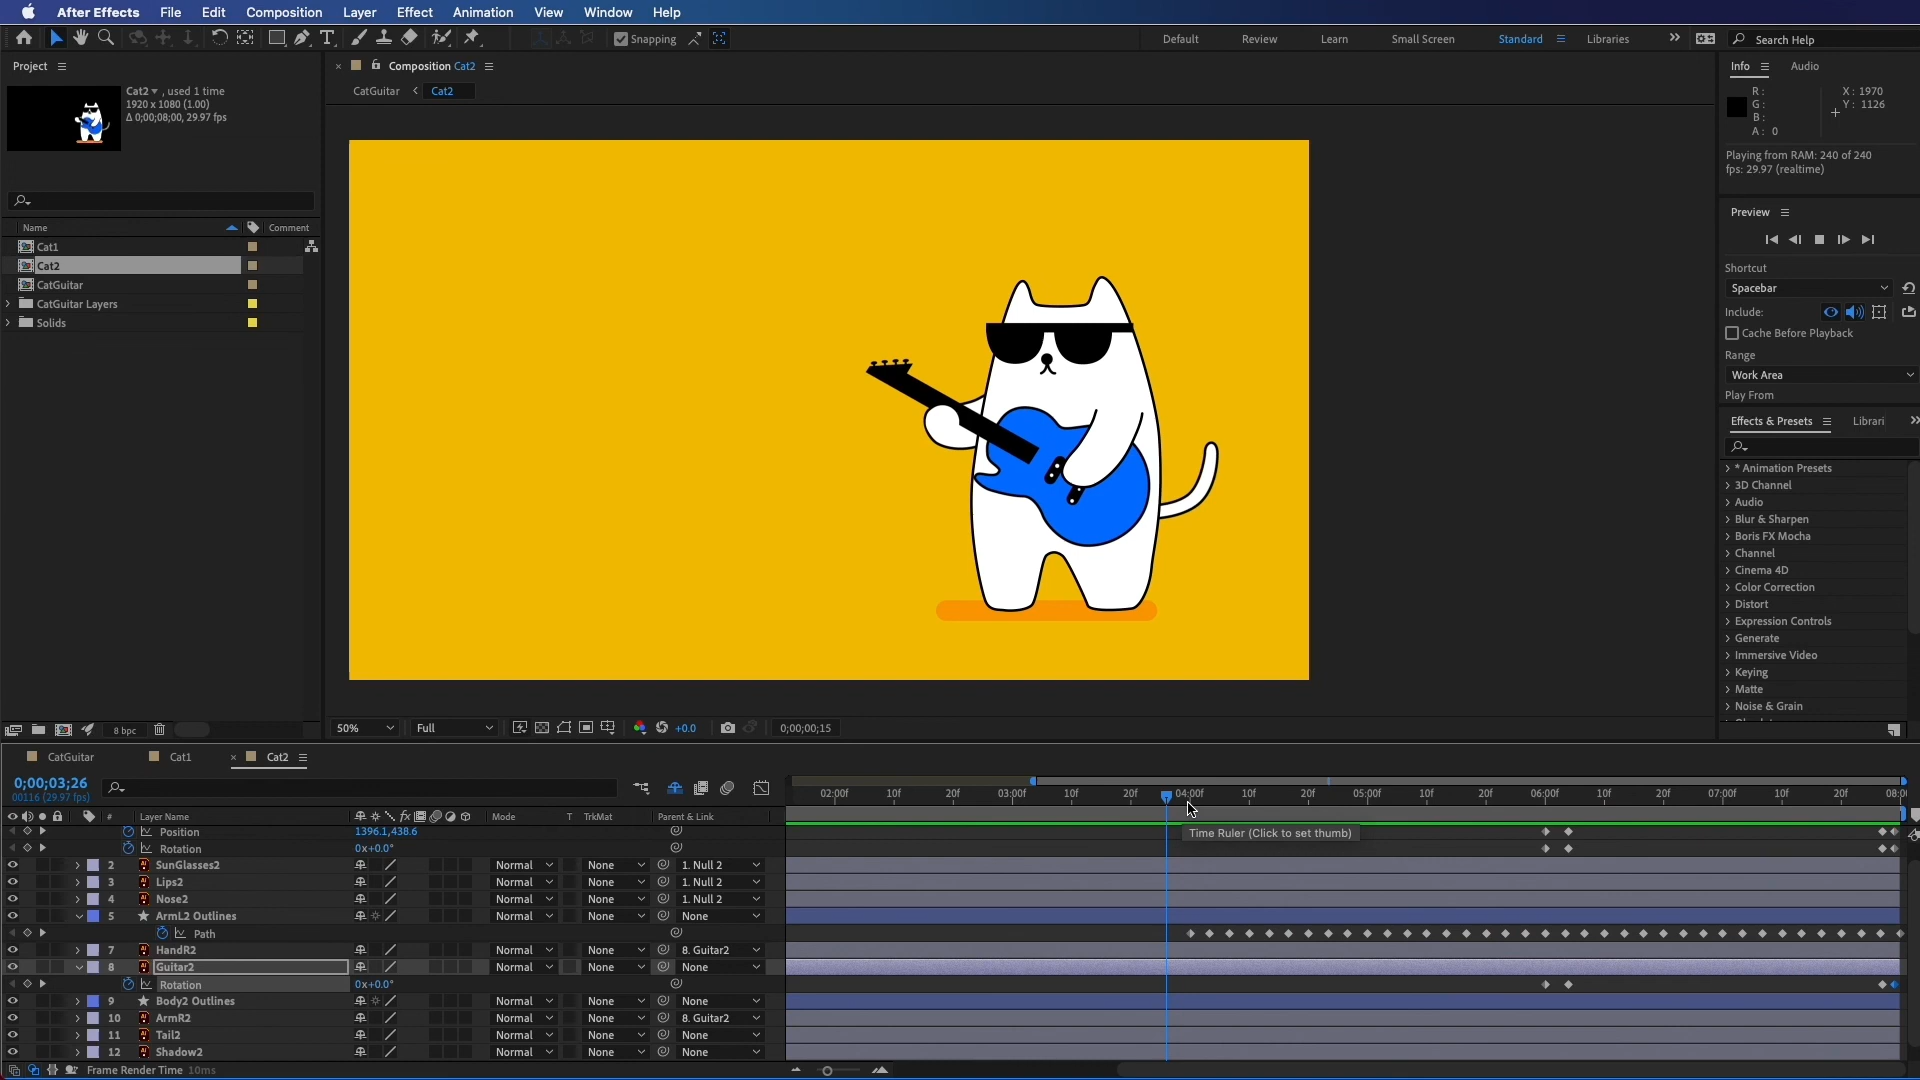 After Effects File Edit Composition Layer Effect Animation View Window Help
Snapping Default Review Learn Small Screen Standard Libraries Search Help
Project Composition Cat2 Info Audio
CatGuitar Cat2
Cat2 , used 1 time
1920 x 1080 (1.00)
Δ 0;00;08;00, 29.97 fps
R :
G :
B :
A : 0
X : 1970
Y : 1126
Playing from RAM: 240 of 240
fps: 29.97 (realtime)
Preview
Shortcut
Spacebar
Include:
Cache Before Playback
Range
Work Area
Play From
Name Comment
Cat1
Cat2
CatGuitar
CatGuitar Layers
Solids
Effects & Presets Librari
* Animation Presets
3D Channel
Audio
Blur & Sharpen
Boris FX Mocha
Channel
Cinema 4D
Color Correction
Distort
Expression Controls
Generate
Immersive Video
Keying
Matte
Noise & Grain
8 bpc 50% Full +0.0 0;00;00;15
CatGuitar Cat1 Cat2
0;00;03;26
00116 (29.97 fps)
02:00f 10f 20f 03:00f 10f 20f 04:00f 10f 20f 05:00f 10f 20f 06:00f 10f 20f 07:00f 10f 20f 08:0
# Layer Name Mode T TrkMat Parent & Link
Position 1396.1,438.6
Time Ruler (Click to set thumb)
Rotation 0x+0.0°
2 SunGlasses2 Normal None 1. Null 2
3 Lips2 Normal None 1. Null 2
4 Nose2 Normal None 1. Null 2
5 ArmL2 Outlines Normal None None
Path
7 HandR2 Normal None 8. Guitar2
8 Guitar2 Normal None None
Rotation 0x+0.0°
9 Body2 Outlines Normal None None
10 ArmR2 Normal None 8. Guitar2
11 Tail2 Normal None None
12 Shadow2 Normal None None
Frame Render Time 10ms